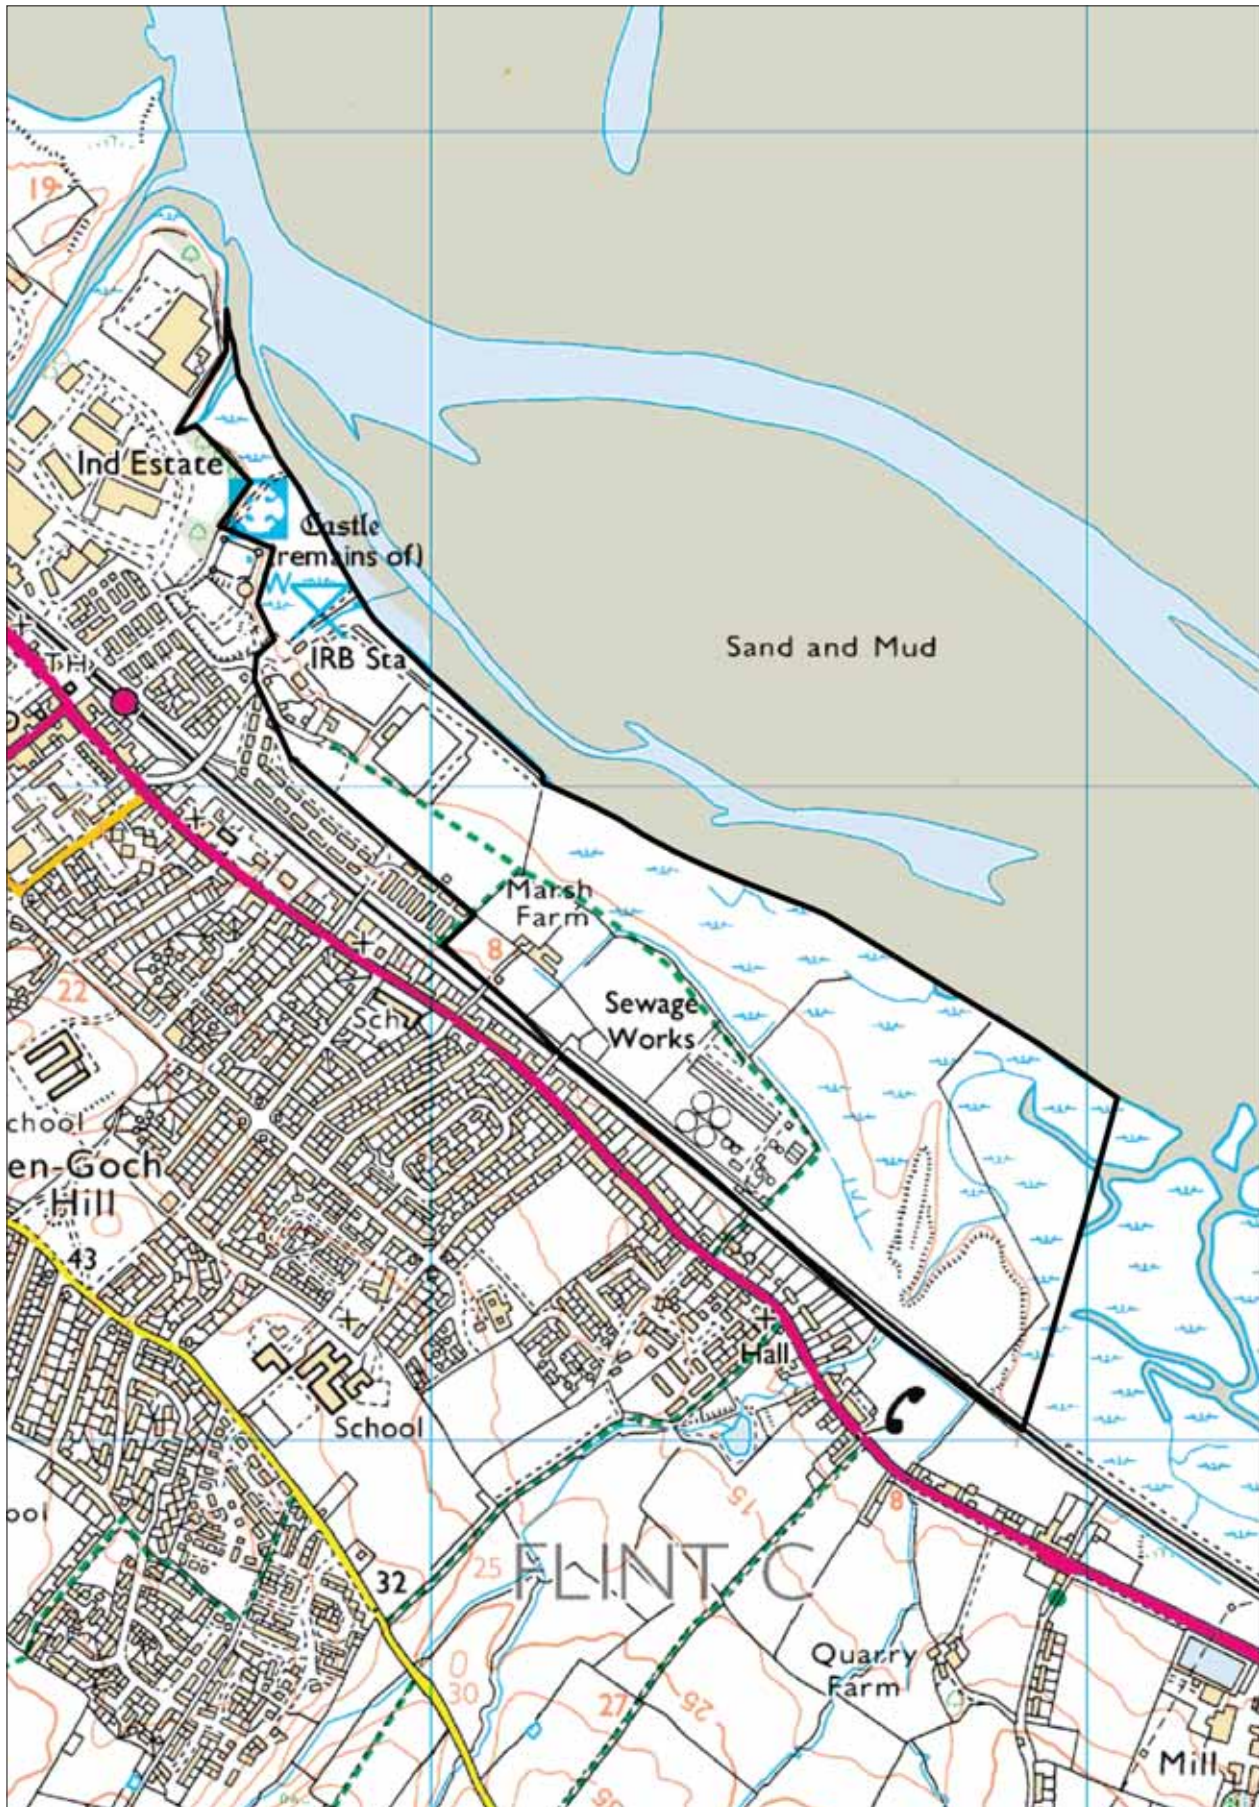 19
Ind Estate
Castle
(remains of)
IRB Sta
Sand and Mud
TH
Marsh
Farm
8
22
Sch
Sewage
Works
chool
en-Goch
Hill
43
Hall
School
ool
8
15
32
25
FLINT C
Quarry
Farm
30
27
25
Mill